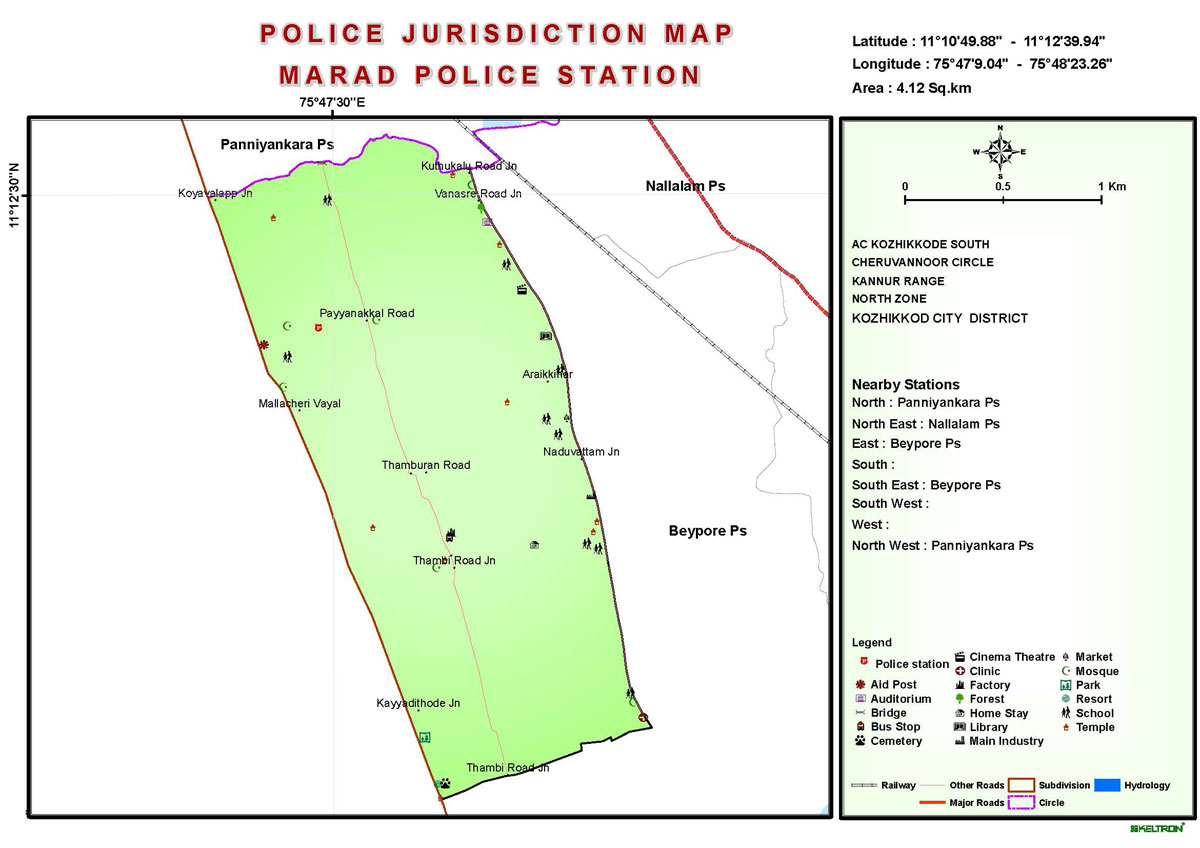 POLICE JURISDICTION MAP
MARAD POLICE STATION
75°47'30"E
11°12'30"N
Latitude : 11°10'49.88" - 11°12'39.94"
Longitude : 75°47'9.04" - 75°48'23.26"
Area : 4.12 Sq.km
Panniyankara Ps
Kuthukalu Road Jn
Koyavalapp Jn
Vanasre Road Jn
Nallalam Ps
Payyanakkal Road
Araikkinar
Mallacheri Vayal
Naduvattam Jn
Thamburan Road
Beypore Ps
Thambi Road Jn
Kayyadithode Jn
Thambi Road Jn
N
W E
S
0 0.5 1 Km
AC KOZHIKKODE SOUTH
CHERUVANNOOR CIRCLE
KANNUR RANGE
NORTH ZONE
KOZHIKKOD CITY DISTRICT
Nearby Stations
North : Panniyankara Ps
North East : Nallalam Ps
East : Beypore Ps
South :
South East : Beypore Ps
South West :
West :
North West : Panniyankara Ps
Legend
Police station
Aid Post
Auditorium
Bridge
Bus Stop
Cemetery
Cinema Theatre
Clinic
Factory
Forest
Home Stay
Library
Main Industry
Market
Mosque
Park
Resort
School
Temple
Railway
Other Roads
Subdivision
Hydrology
Major Roads
Circle
KELTRON